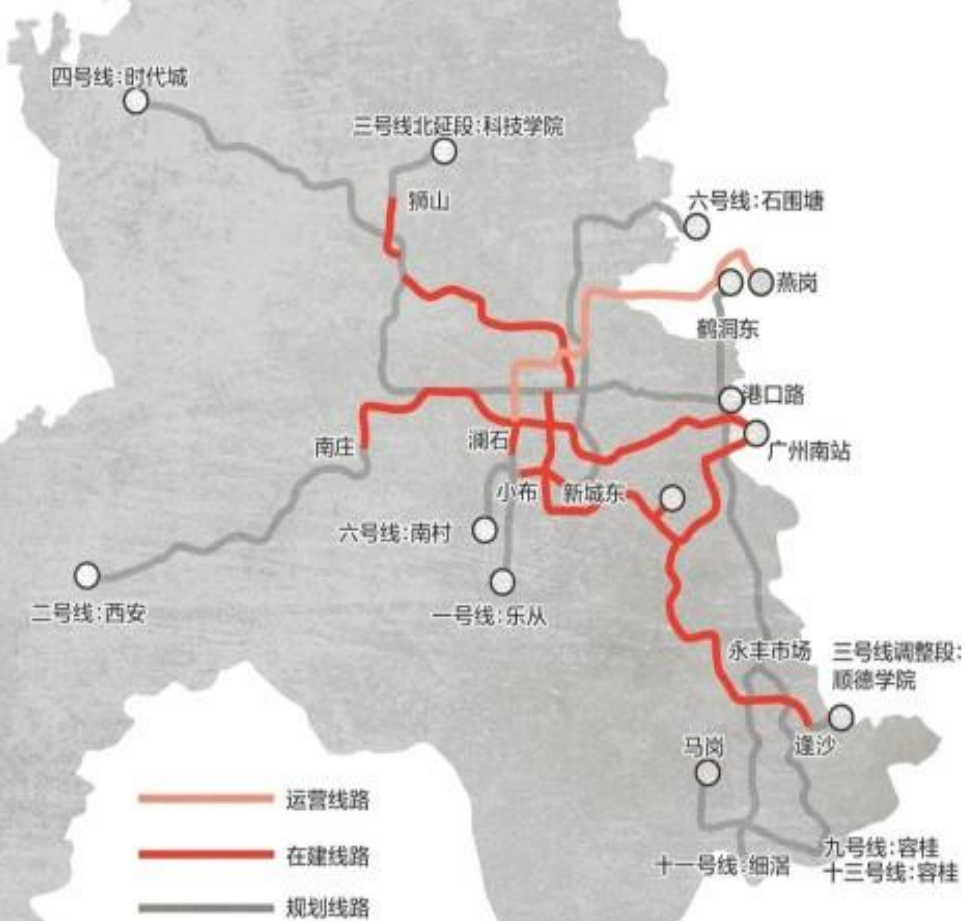 四号线:时代城
三号线北延段:科技学院
狮山
六号线:石围塘
燕岗
鹤洞东
港口路
广州南站
南庄
澜石
小布
新城东
六号线:南村
二号线:西安
一号线:乐从
永丰市场
三号线调整段:
顺德学院
逢沙
马岗
九号线:容桂
十一号线:细滘
十三号线:容桂
运营线路
在建线路
规划线路